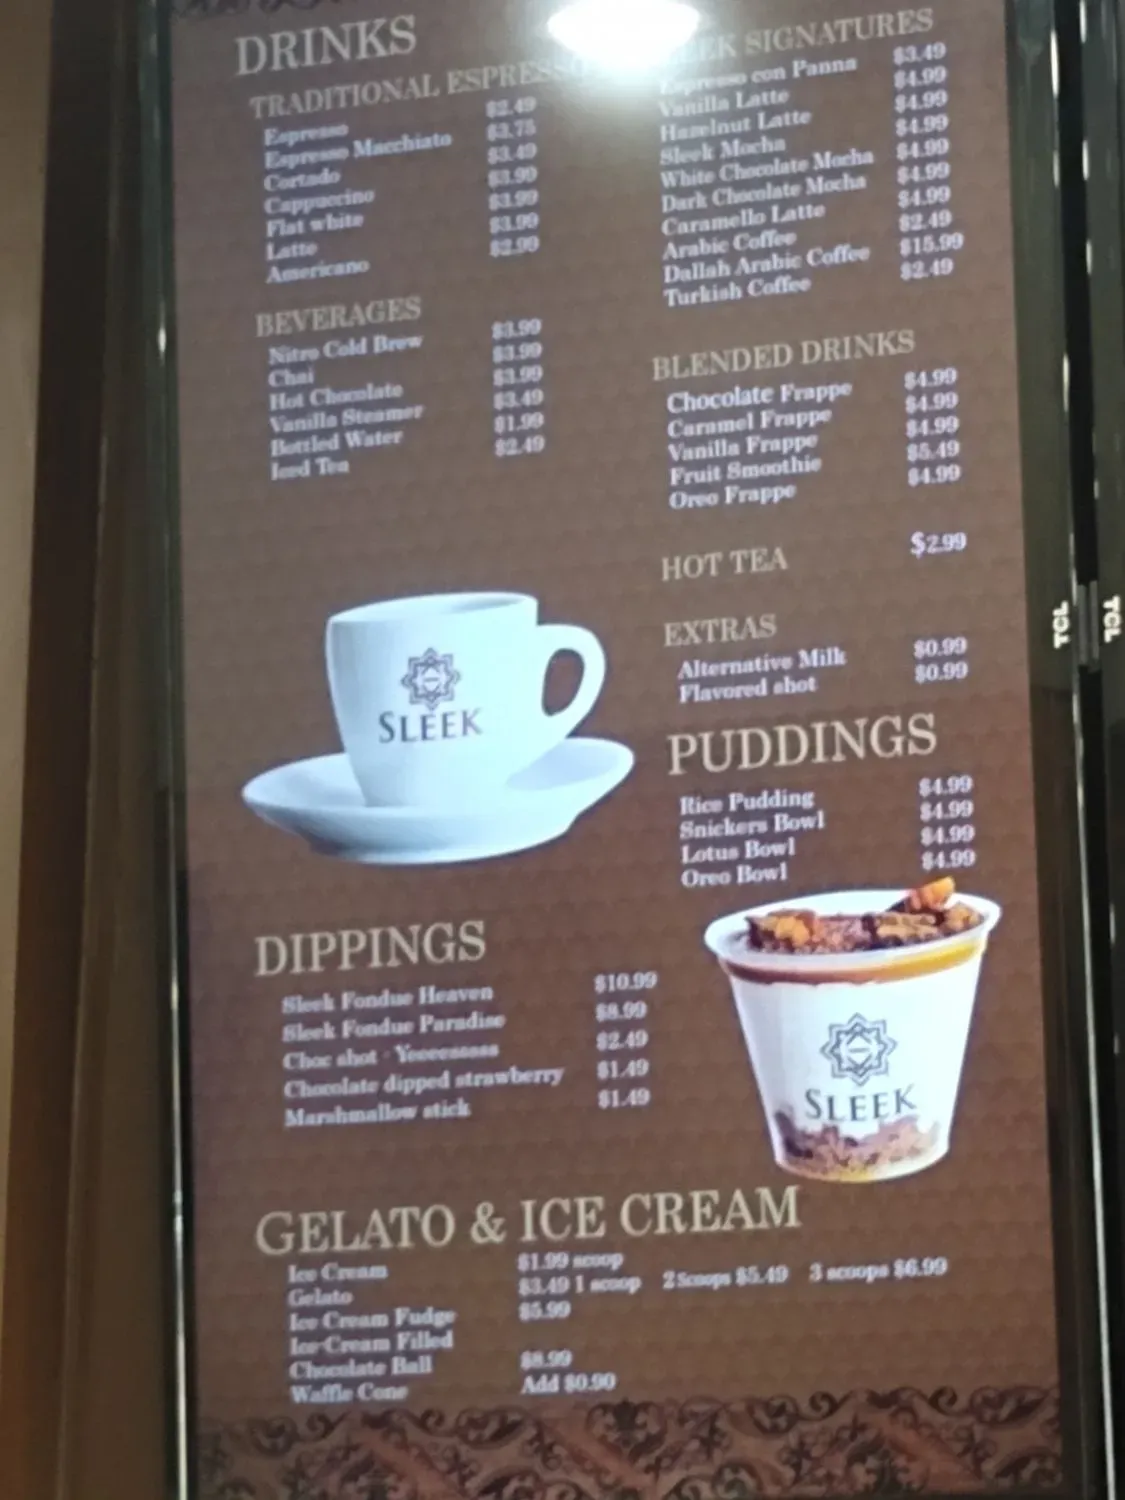 DRINKS
TRADITIONAL ESPRESS
Espresso $2.49
Espresso Macchiato $3.75
Cortado $3.49
Cappuccino $3.99
Flat white $3.99
Latte $3.99
Americano $2.99
BEVERAGES
Nitro Cold Brew $3.99
Chai $3.99
Hot Chocolate $3.99
Vanilla Steamer $3.49
Bottled Water $1.99
Iced Tea $2.49
SLEEK
DIPPINGS
Sleek Fondue Heaven $10.99
Sleek Fondue Paradise $8.99
Choc shot - $2.49
Chocolate dipped strawberry $1.49
Marshmallow stick $1.49
EEK SIGNATURES
Espresso con Panna $3.49
Vanilla Latte $4.99
Hazelnut Latte $4.99
Sleek Mocha $4.99
White Chocolate Mocha $4.99
Dark Chocolate Mocha $4.99
Caramello Latte $4.99
Arabic Coffee $2.49
Dallah Arabic Coffee $15.99
Turkish Coffee $2.49
BLENDED DRINKS
Chocolate Frappe $4.99
Caramel Frappe $4.99
Vanilla Frappe $4.99
Fruit Smoothie $5.49
Oreo Frappe $4.99
HOT TEA $2.99
EXTRAS
Alternative Milk $0.99
Flavored shot $0.99
PUDDINGS
Rice Pudding $4.99
Snickers Bowl $4.99
Lotus Bowl $4.99
Oreo Bowl $4.99
SLEEK
GELATO & ICE CREAM
Ice Cream $1.99 scoop
Gelato $3.49 1 scoop 2 Scoops $5.49 3 scoops $6.99
Ice Cream Fudge $5.99
Ice-Cream Filled
Chocolate Ball $8.99
Waffle Cone Add $0.90
TCL
TCL